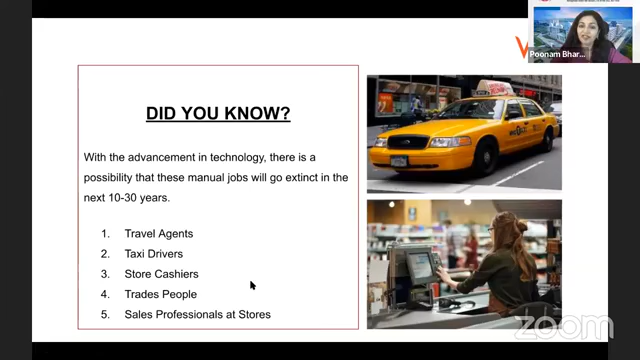 Poonam Bhar...
DID YOU KNOW?
With the advancement in technology, there is a
possibility that these manual jobs will go extinct in the
next 10-30 years.
1. Travel Agents
2. Taxi Drivers
3. Store Cashiers
4. Trades People
5. Sales Professionals at Stores
zoom